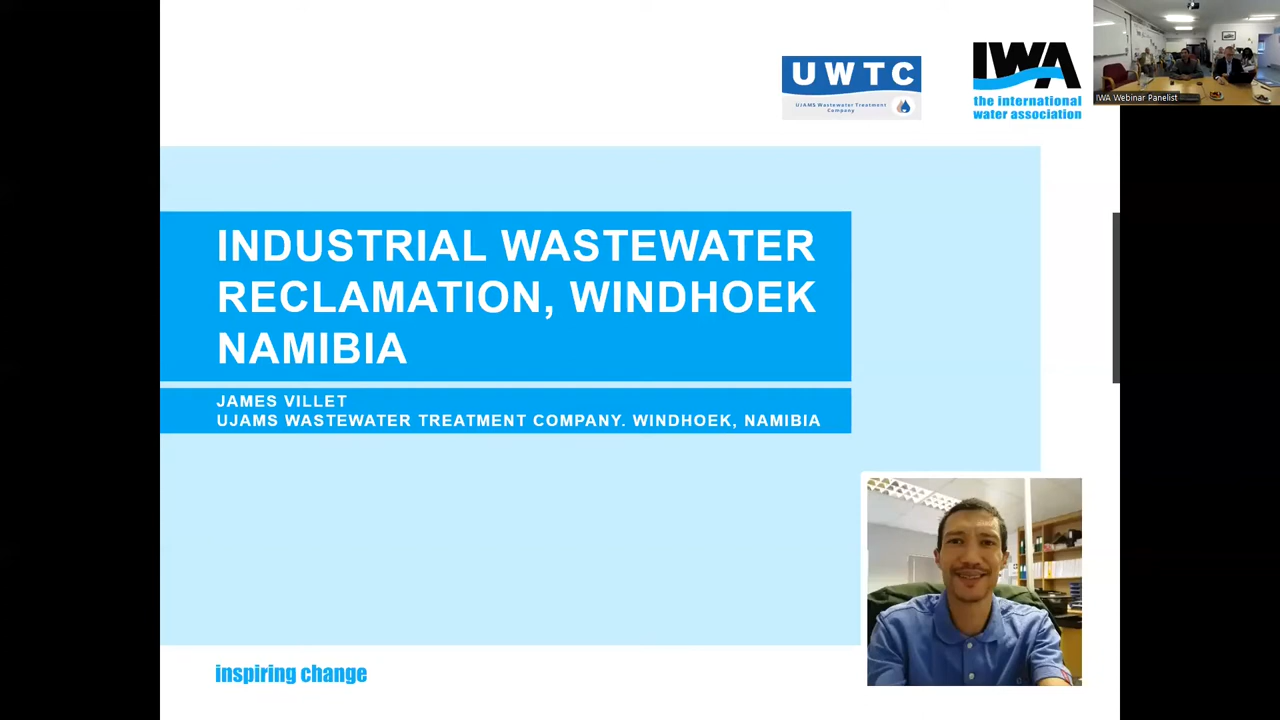 UWTC
UJAMS Wastewater Treatment
Company
IWA
the international
water association
IWA Webinar Panelist
INDUSTRIAL WASTEWATER
RECLAMATION, WINDHOEK
NAMIBIA
JAMES VILLET
UJAMS WASTEWATER TREATMENT COMPANY. WINDHOEK, NAMIBIA
inspiring change